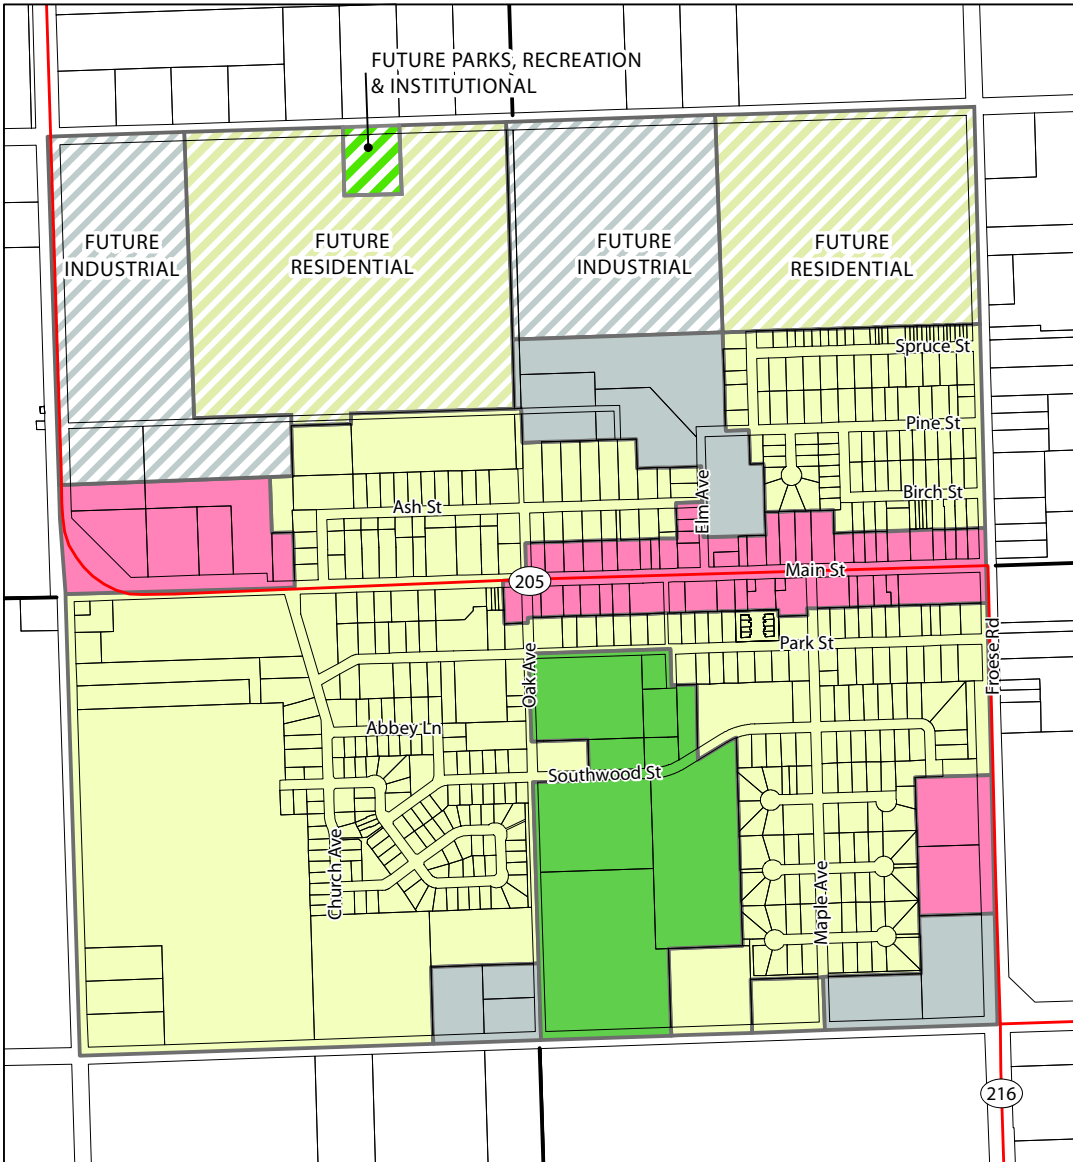 FUTURE PARKS, RECREATION
& INSTITUTIONAL
FUTURE
INDUSTRIAL
FUTURE
RESIDENTIAL
FUTURE
INDUSTRIAL
FUTURE
RESIDENTIAL
Spruce St
Pine St
Birch St
Elm Ave
Ash St
Main St
205
Park St
Froese Rd
Oak Ave
Abbey Ln
Southwood St
Church Ave
Maple Ave
216